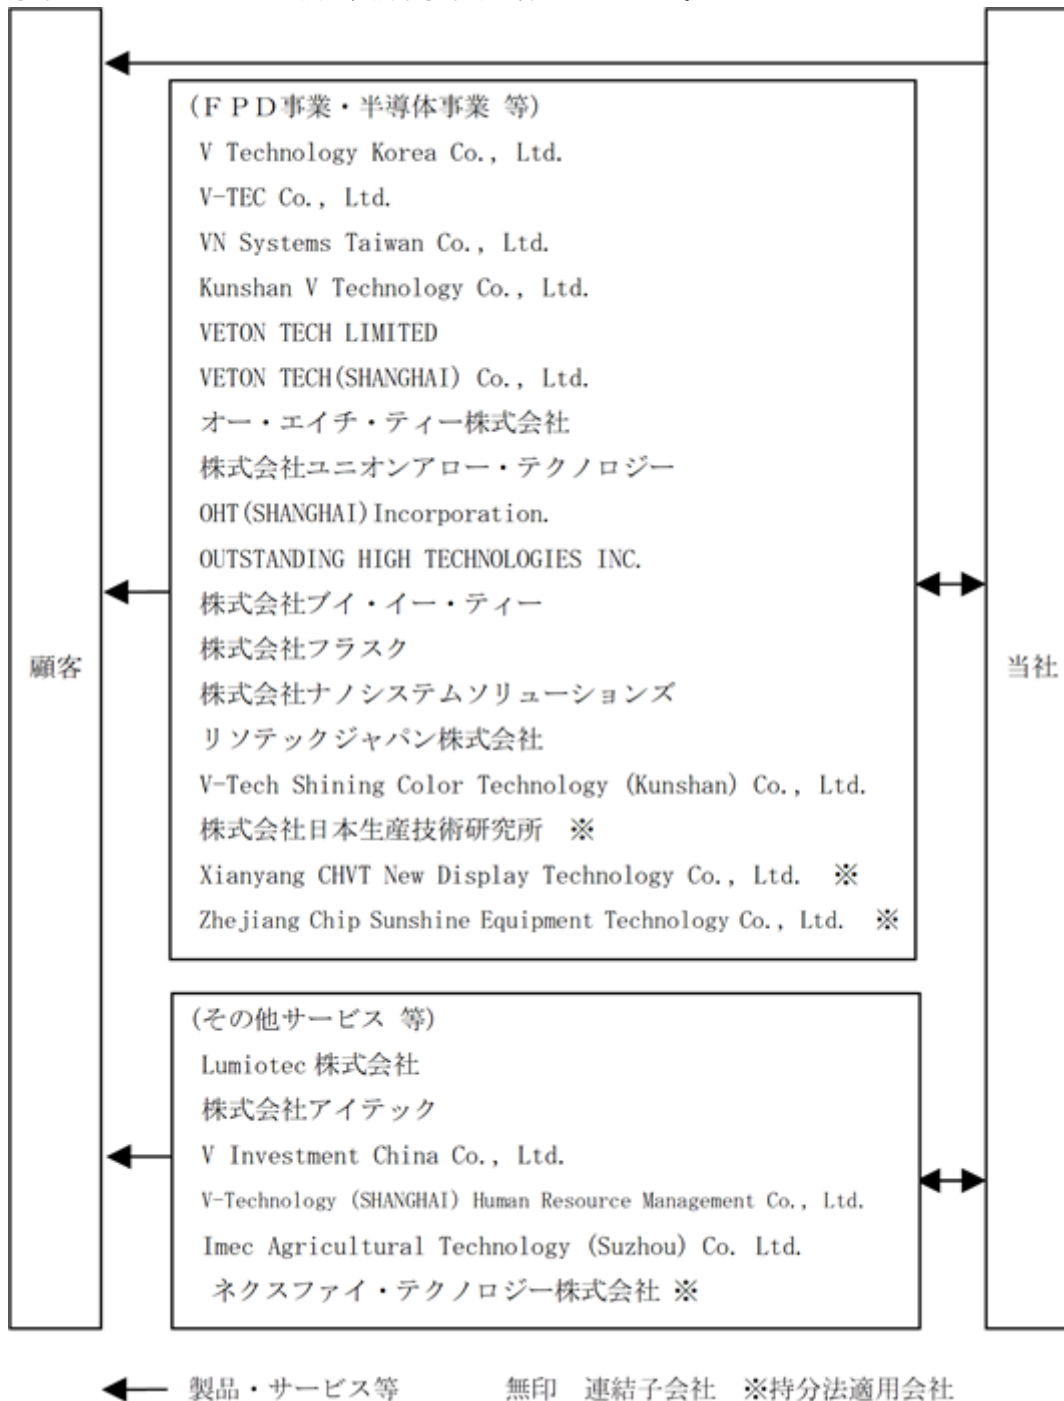 (ＦＰＤ事業・半導体事業 等)
V Technology Korea Co., Ltd.
V-TEC Co., Ltd.
VN Systems Taiwan Co., Ltd.
Kunshan V Technology Co., Ltd.
VETON TECH LIMITED
VETON TECH(SHANGHAI) Co., Ltd.
オー・エイチ・ティー株式会社
株式会社ユニオンアロー・テクノロジー
OHT(SHANGHAI)Incorporation.
OUTSTANDING HIGH TECHNOLOGIES INC.
株式会社ブイ・イー・ティー
株式会社フラスク
株式会社ナノシステムソリューションズ
リソテックジャパン株式会社
V-Tech Shining Color Technology (Kunshan) Co., Ltd.
株式会社日本生産技術研究所 ※
Xianyang CHVT New Display Technology Co., Ltd. ※
Zhejiang Chip Sunshine Equipment Technology Co., Ltd. ※
顧客
当社
(その他サービス 等)
Lumiotec 株式会社
株式会社アイテック
V Investment China Co., Ltd.
V-Technology (SHANGHAI) Human Resource Management Co., Ltd.
Imec Agricultural Technology (Suzhou) Co. Ltd.
ネクスファイ・テクノロジー株式会社 ※
製品・サービス等 無印 連結子会社 ※持分法適用会社